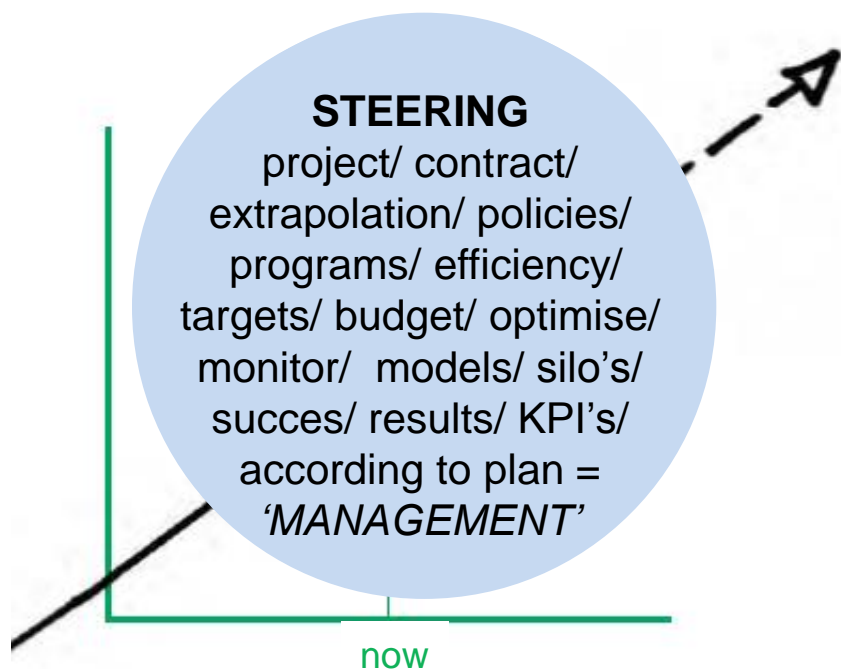 STEERING
project/ contract/
extrapolation/ policies/
programs/ efficiency/
targets/ budget/ optimise/
monitor/ models/ silo’s/
succes/ results/ KPI’s/
according to plan =
‘MANAGEMENT’
now